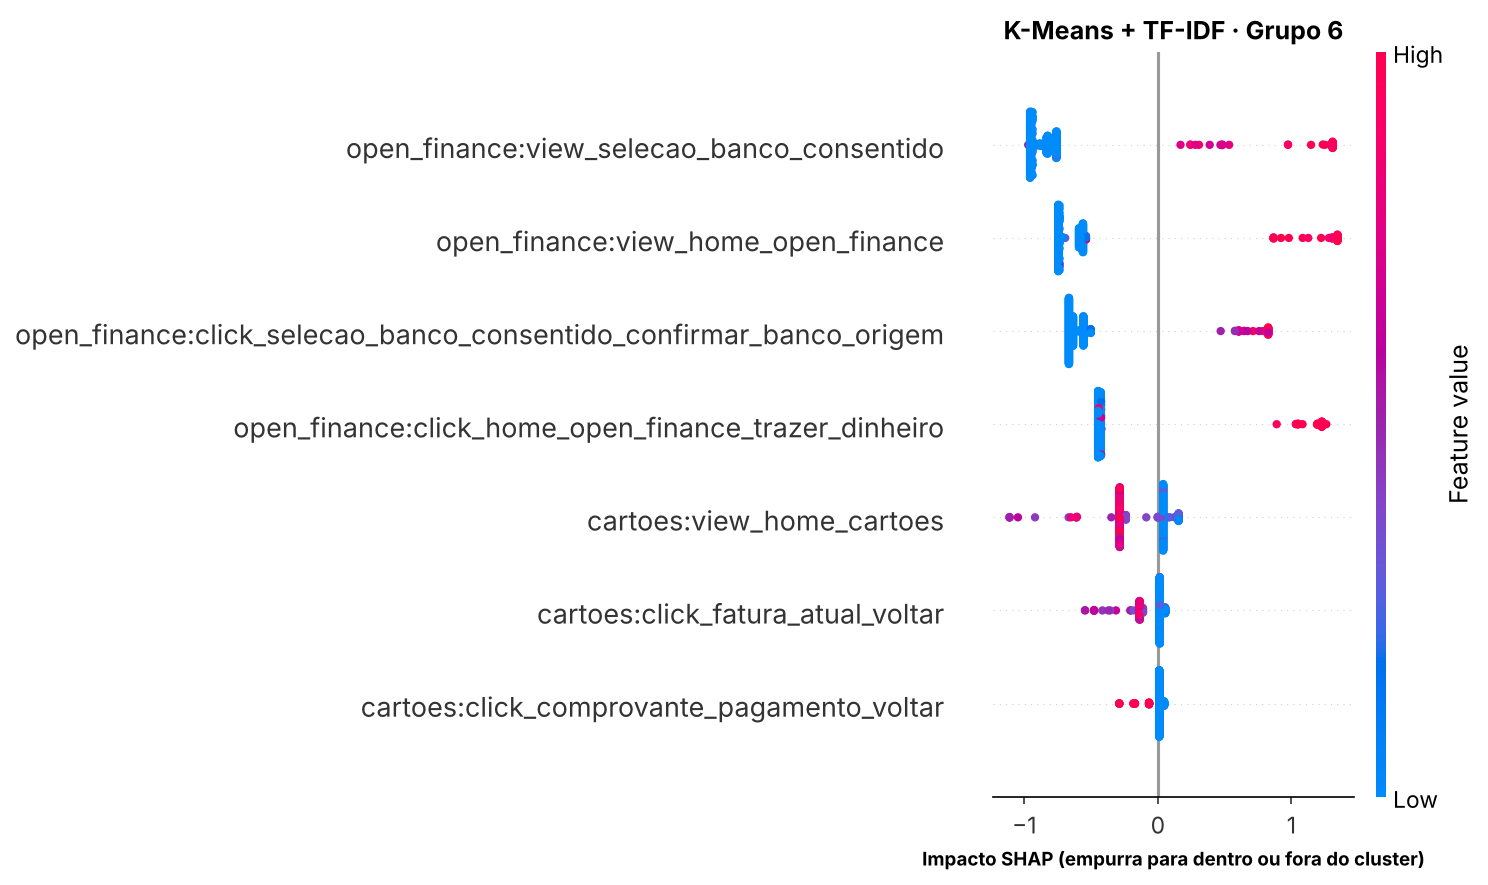 K-Means + TF-IDF · Grupo 6
High
open_finance:view_selecao_banco_consentido
open_finance:view_home_open_finance
open_finance:click_selecao_banco_consentido_confirmar_banco_origem
open_finance:click_home_open_finance_trazer_dinheiro
cartoes:view_home_cartoes
cartoes:click_fatura_atual_voltar
cartoes:click_comprovante_pagamento_voltar
Feature value
Low
−1 0 1
Impacto SHAP (empurra para dentro ou fora do cluster)